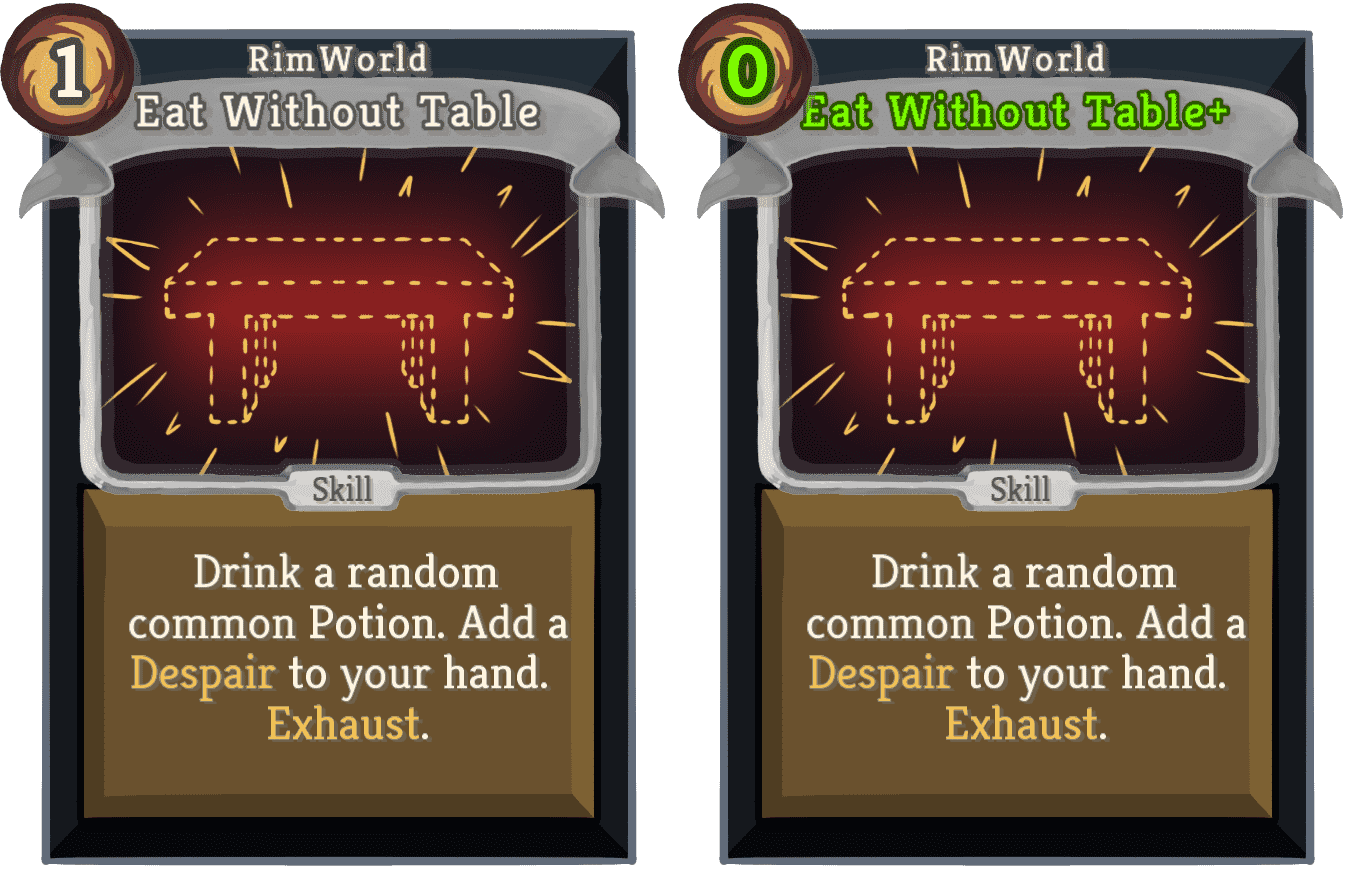 1
RimWorld
Eat Without Table
Skill
Drink a random
common Potion. Add a
Despair to your hand.
Exhaust.
0
RimWorld
Eat Without Table+
Skill
Drink a random
common Potion. Add a
Despair to your hand.
Exhaust.